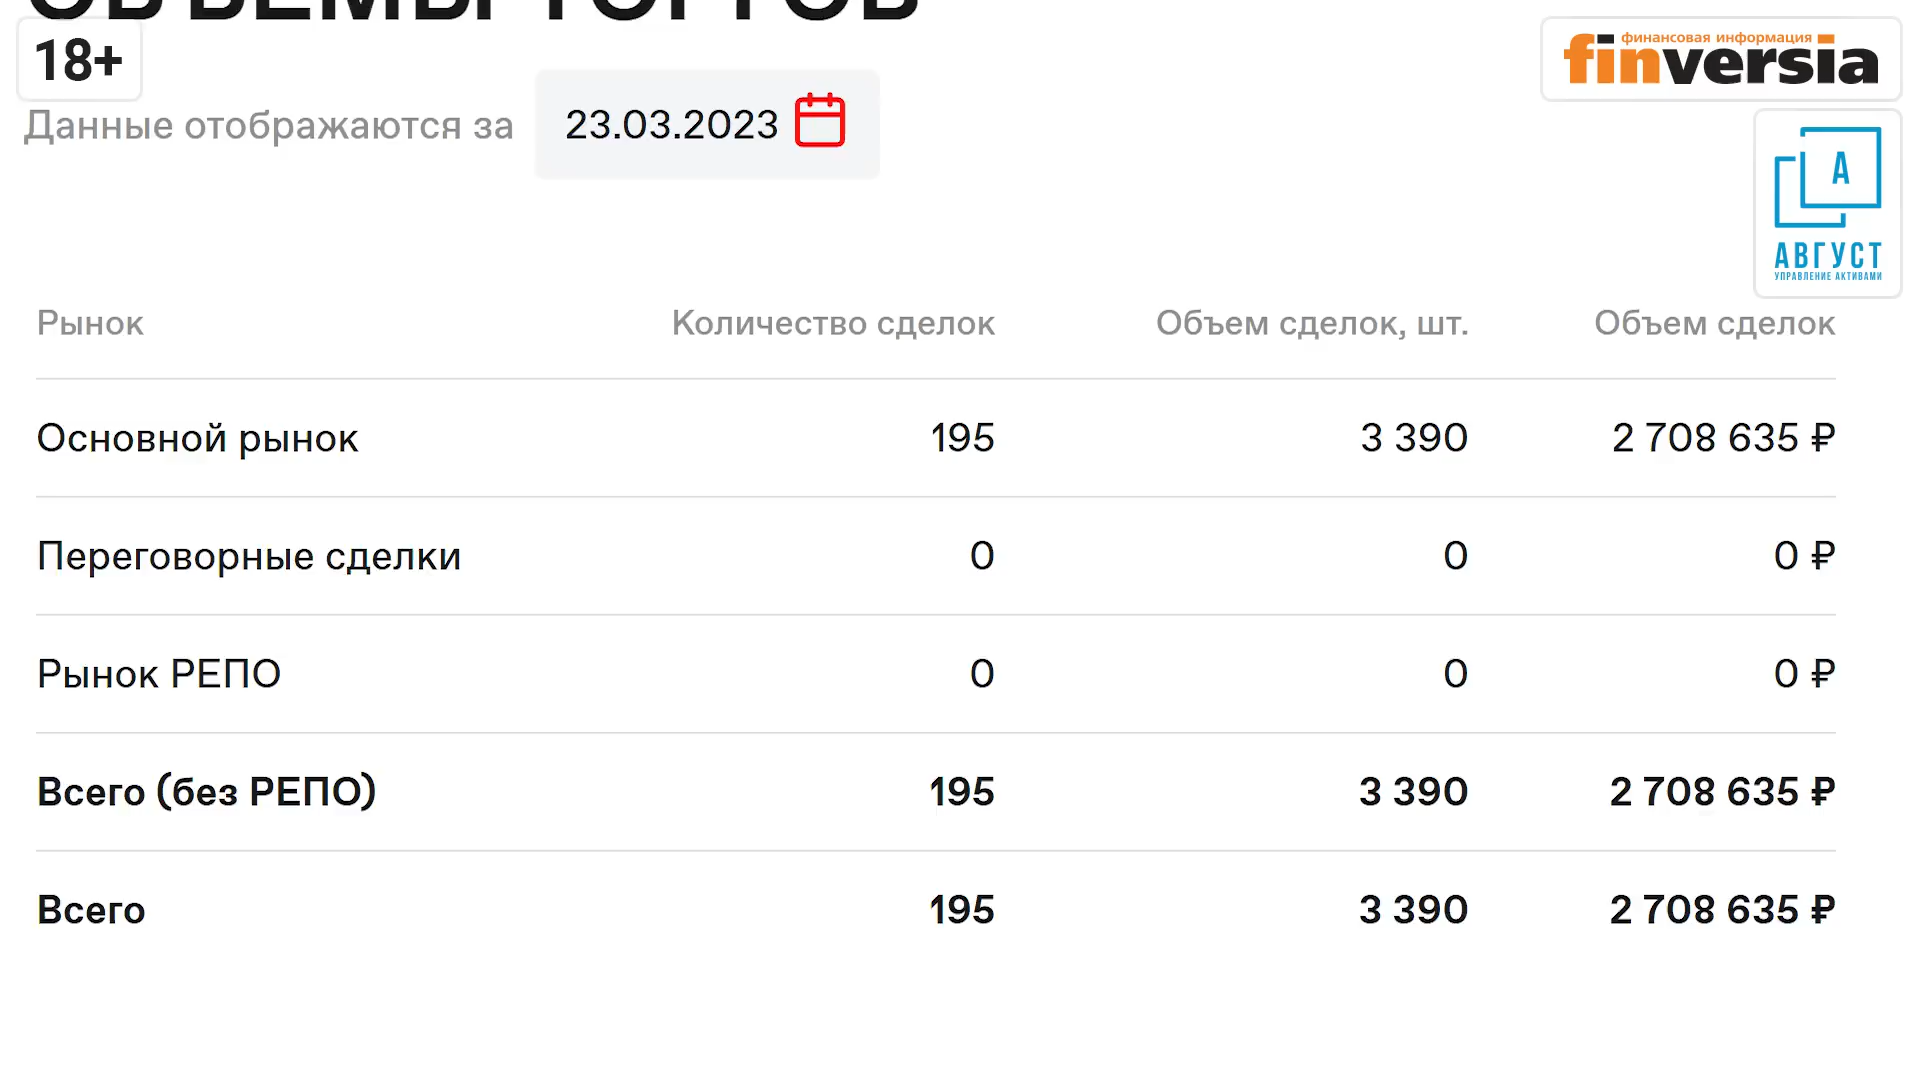 ОБЪЕМЫ ТОРГОВ
18+
финансовая информация
finversia
Данные отображаются за 23.03.2023
А
АВГУСТ
УПРАВЛЕНИЕ АКТИВАМИ
Рынок Количество сделок Объем сделок, шт. Объем сделок
Основной рынок 195 3 390 2 708 635 ₽
Переговорные сделки 0 0 0 ₽
Рынок РЕПО 0 0 0 ₽
Всего (без РЕПО) 195 3 390 2 708 635 ₽
Всего 195 3 390 2 708 635 ₽